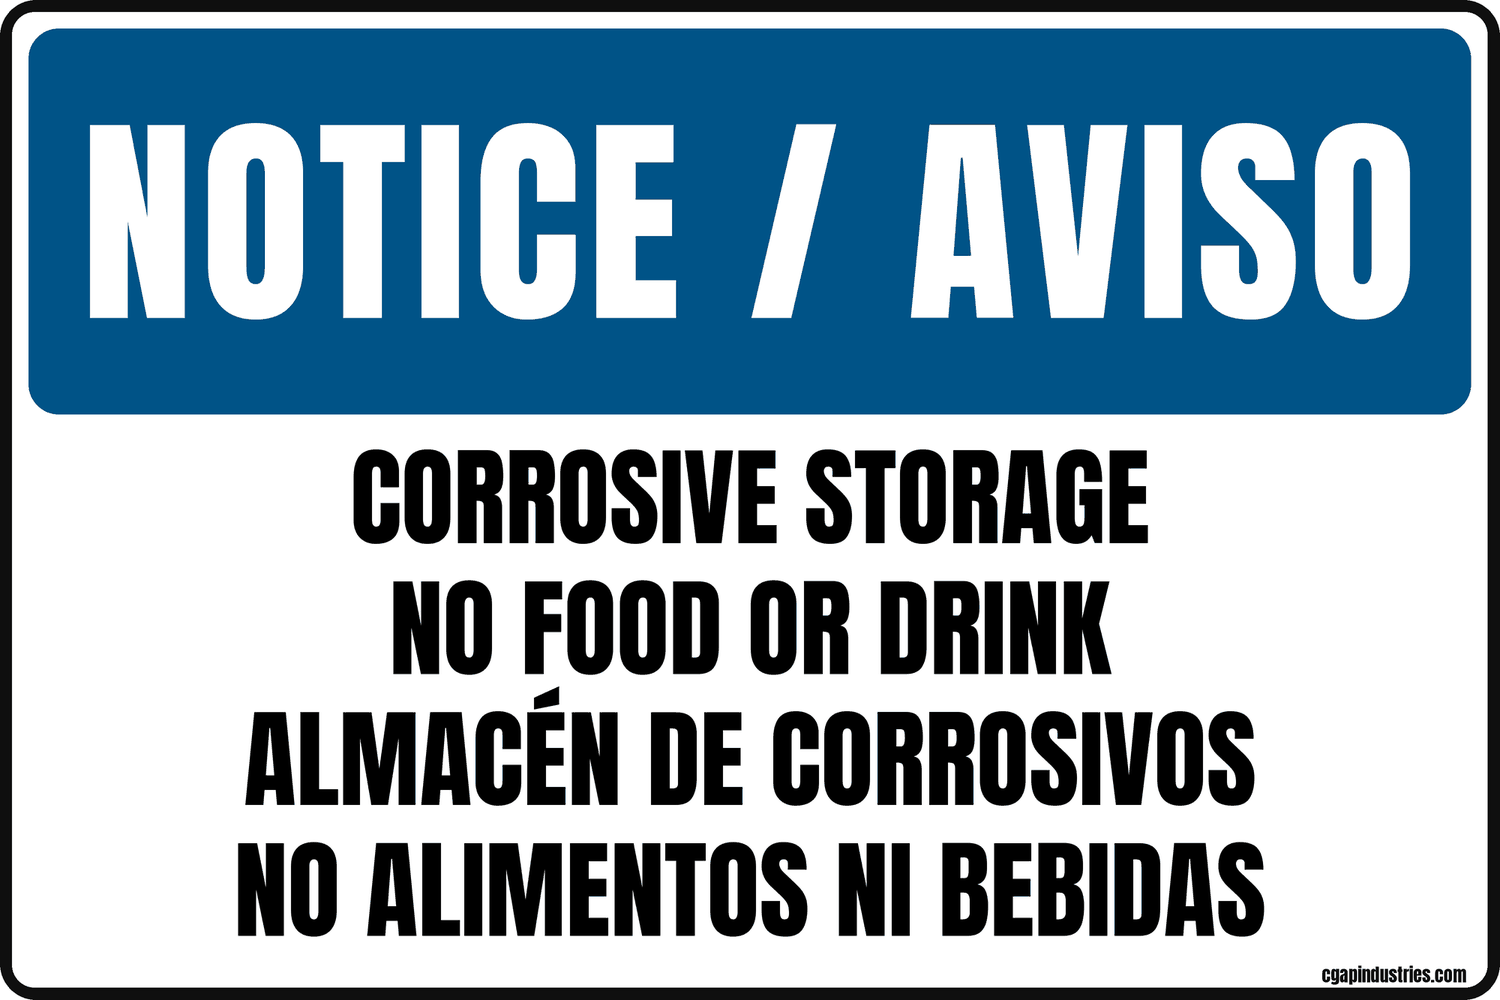 NOTICE / AVISO
CORROSIVE STORAGE
NO FOOD OR DRINK
ALMACÉN DE CORROSIVOS
NO ALIMENTOS NI BEBIDAS
cgapindustries.com